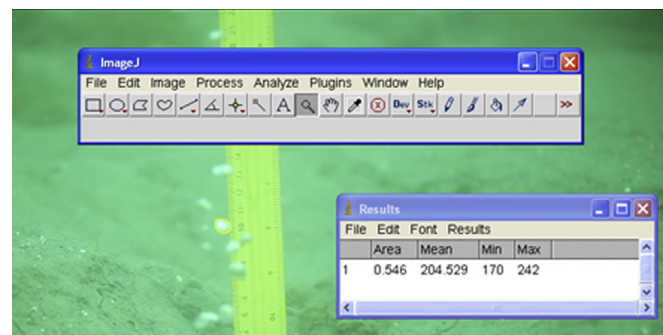 ImageJ
File Edit Image Process Analyze Plugins Window Help
A Dev Stk >>
Results
File Edit Font Results
Area Mean Min Max
1 0.546 204.529 170 242